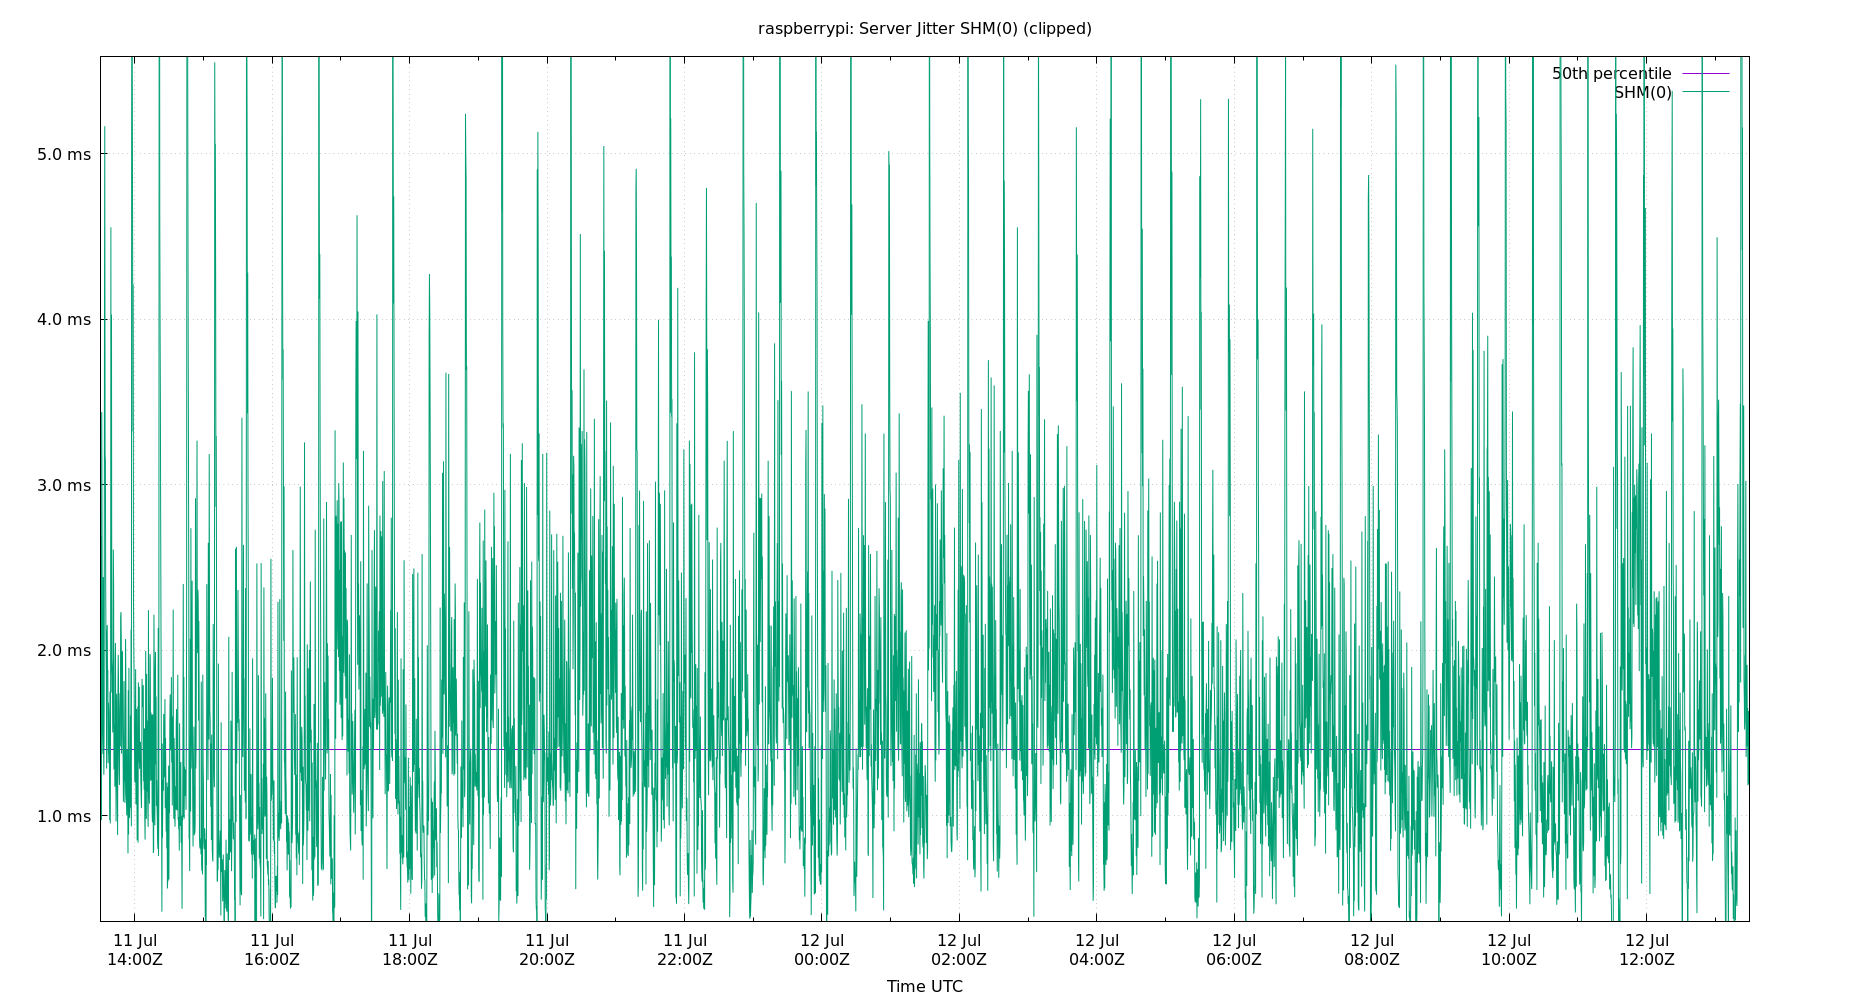 raspberrypi: Server Jitter SHM(0) (clipped)
50th percentile
SHM(0)
5.0 ms
4.0 ms
3.0 ms
2.0 ms
1.0 ms
11 Jul 11 Jul 11 Jul 11 Jul 11 Jul 12 Jul 12 Jul 12 Jul 12 Jul 12 Jul 12 Jul 12 Jul
14:00Z 16:00Z 18:00Z 20:00Z 22:00Z 00:00Z 02:00Z 04:00Z 06:00Z 08:00Z 10:00Z 12:00Z
Time UTC